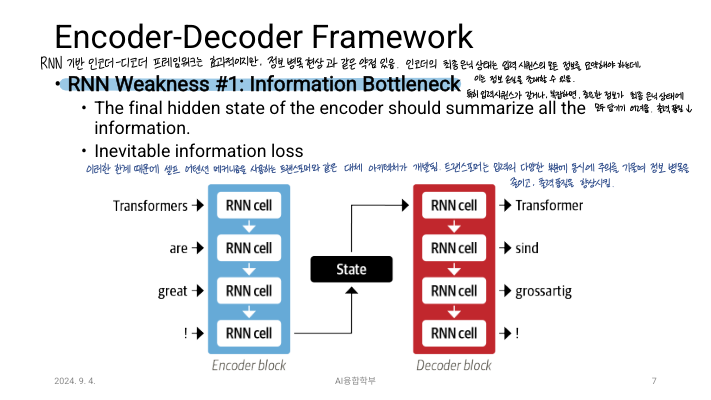 Encoder-Decoder Framework
RNN 기반 인코더-디코더 프레임워크는 효과적이지만, 정보 병목 현상과 같은 약점 있음. 인코더의 최종 은닉 상태는 입력 시퀀스의 모든 정보를 요약해야 하는데,
이는 정보 손실을 초래할 수 있음.
• RNN Weakness #1: Information Bottleneck
특히 입력시퀀스가 길거나, 복잡하면, 중요한 정보가 최종 은닉 상태에
모두 담기기 어려움. 출력 품질 ↓
• The final hidden state of the encoder should summarize all the
information.
• Inevitable information loss
이러한 한계 때문에 셀프 어텐션 메커니즘을 사용하는 트랜스포머와 같은 대체 아키텍처가 개발됨. 트랜스포머는 입력의 다양한 부분에 동시에 주의를 기울여 정보 병목을
줄이고, 출력 품질을 향상시킴.
Transformers
RNN cell
are
RNN cell
great
RNN cell
!
RNN cell
Encoder block
State
RNN cell
Transformer
RNN cell
sind
RNN cell
grossartig
RNN cell
!
Decoder block
2024. 9. 4.
AI융합학부
7